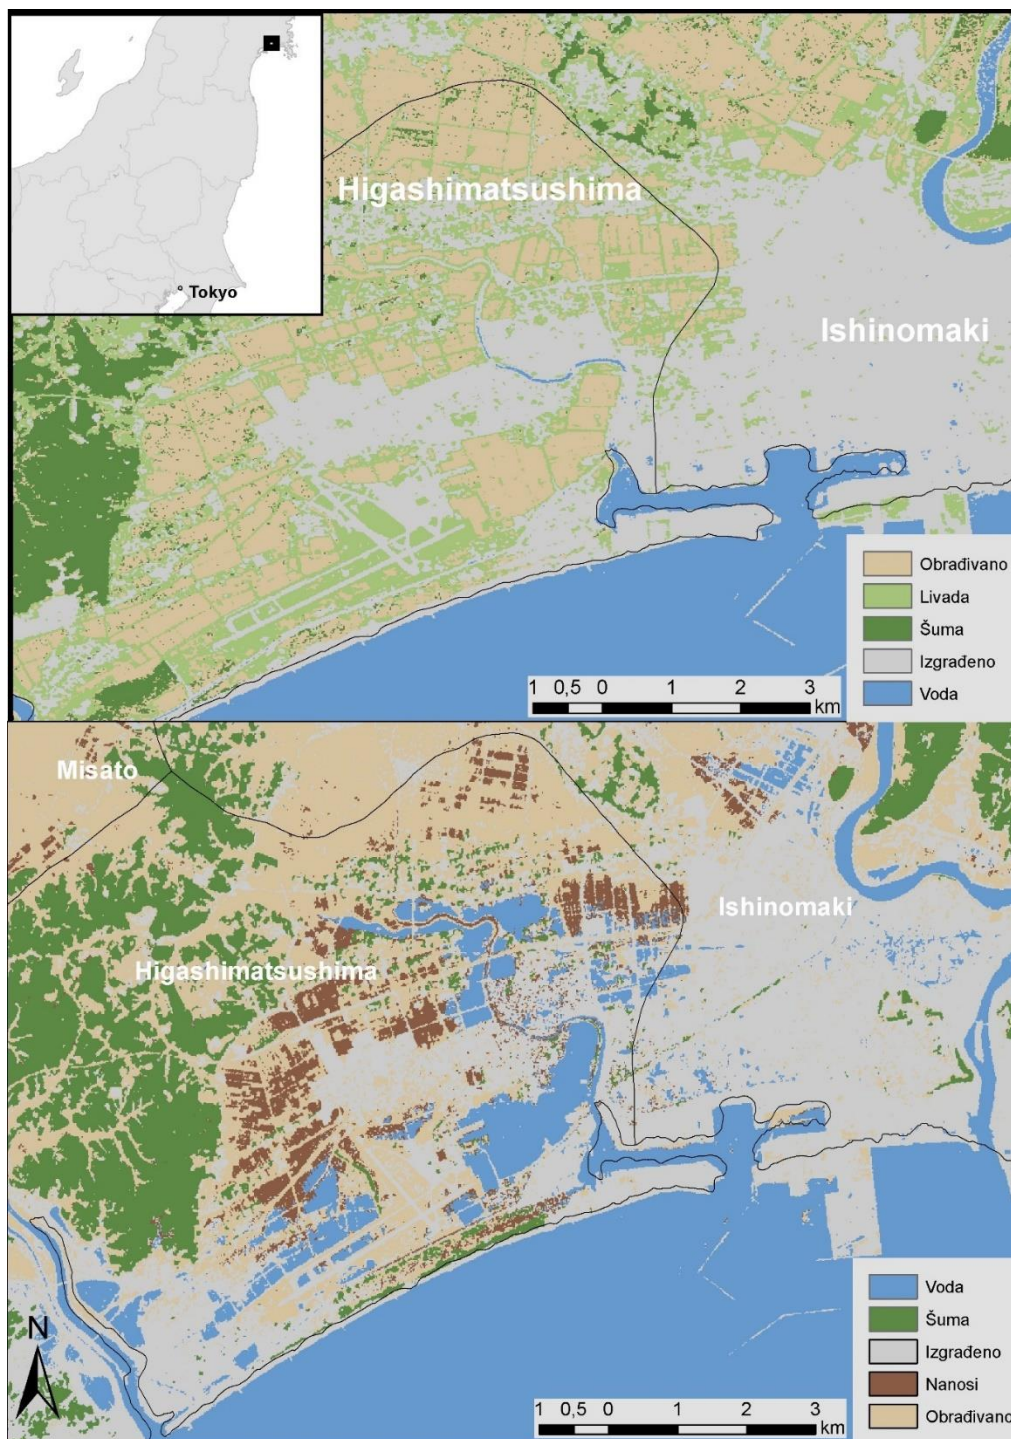 ° Tokyo
Higashimatsushima
Ishinomaki
Obrađivano
Livada
Šuma
Izgrađeno
Voda
1 0,5 0 1 2 3
km
Misato
Ishinomaki
Higashimatsushima
N
Voda
Šuma
Izgrađeno
Nanosi
Obrađivano
1 0,5 0 1 2 3
km